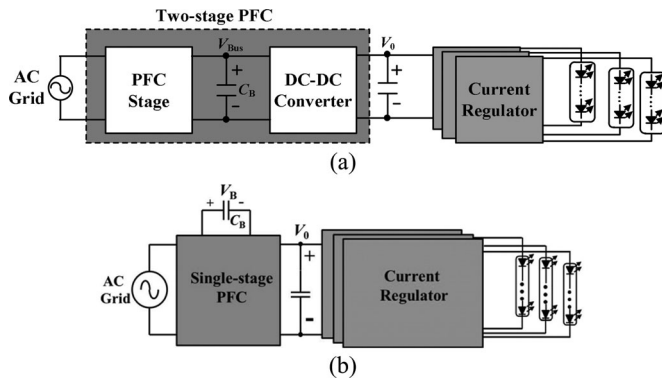 Two-stage PFC
AC
Grid
PFC
Stage
V_Bus
+
C_B
-
DC-DC
Converter
V_0
+
-
Current
Regulator
(a)
V_B
+ -
C_B
AC
Grid
Single-stage
PFC
V_0
+
-
Current
Regulator
(b)